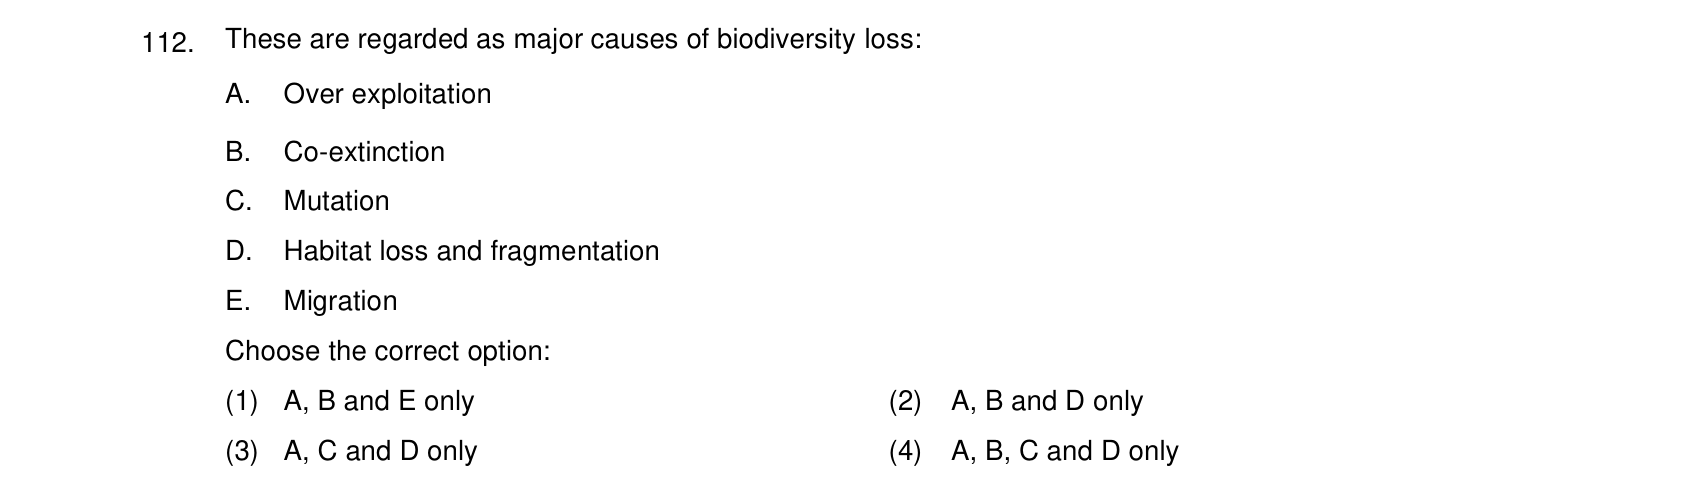 112. These are regarded as major causes of biodiversity loss:
A. Over exploitation
B. Co-extinction
C. Mutation
D. Habitat loss and fragmentation
E. Migration
Choose the correct option:
(1) A, B and E only (2) A, B and D only
(3) A, C and D only (4) A, B, C and D only